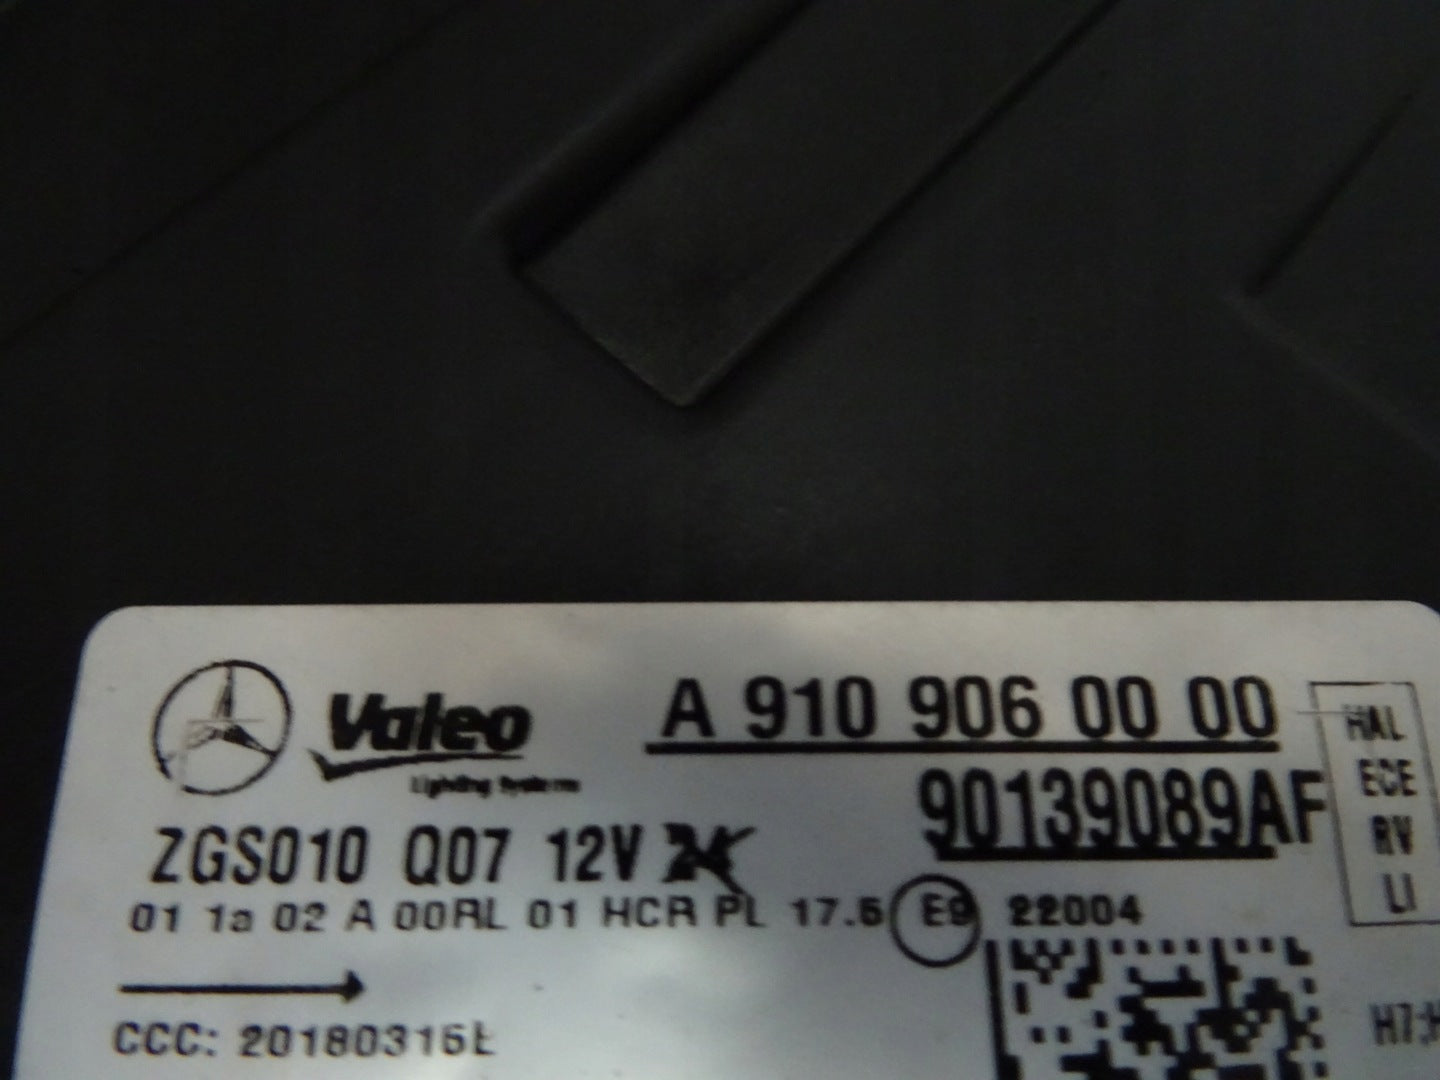 Valeo
Lighting Systems
A 910 906 00 00
90139089AF
HAL
ECE
RV
LI
ZGS010 Q07 12V
01 1a 02 A 00RL 01 HCR PL 17.5 E9 22004
CCC: 20180316